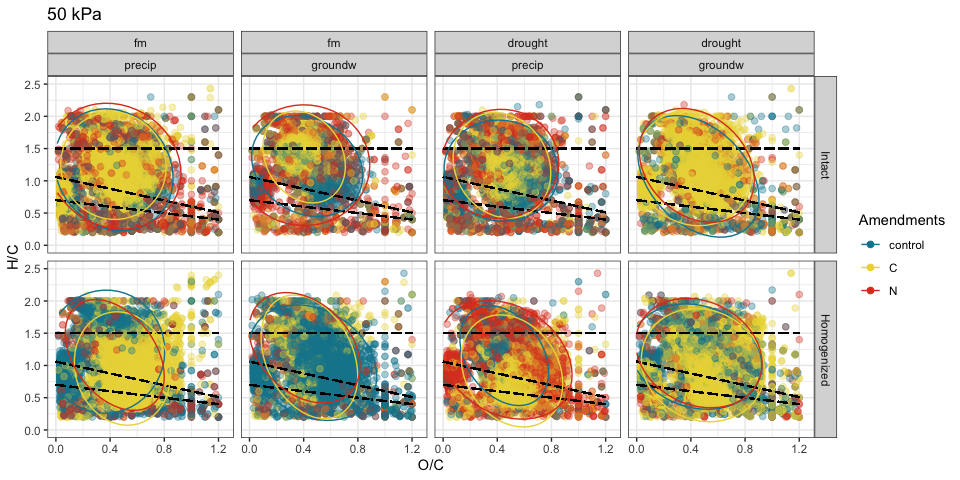 50 kPa
fm fm drought drought
precip groundw precip groundw
2.5
2.0
1.5
1.0
0.5
0.0
Intact
2.5
2.0
1.5
1.0
0.5
0.0
Homogenized
H/C
0.0 0.4 0.8 1.2 0.0 0.4 0.8 1.2 0.0 0.4 0.8 1.2 0.0 0.4 0.8 1.2
O/C
Amendments
control
C
N